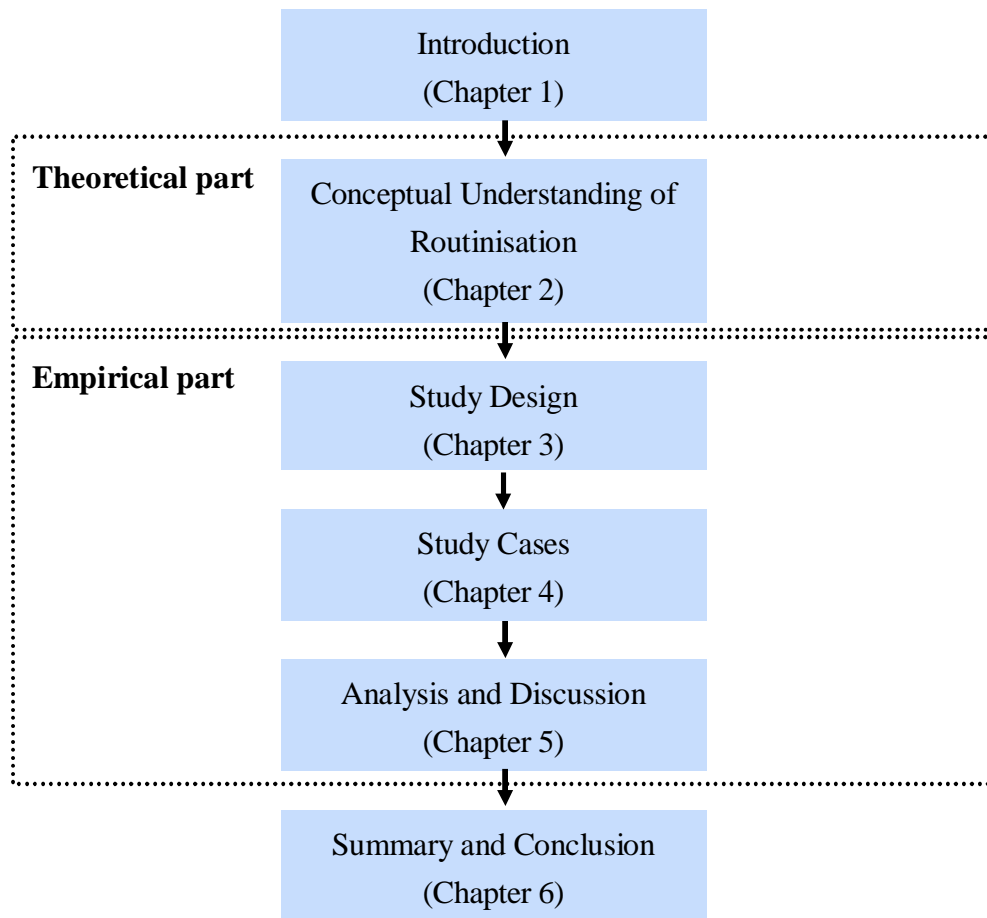 Introduction
(Chapter 1)
Theoretical part
Conceptual Understanding of
Routinisation
(Chapter 2)
Empirical part
Study Design
(Chapter 3)
Study Cases
(Chapter 4)
Analysis and Discussion
(Chapter 5)
Summary and Conclusion
(Chapter 6)